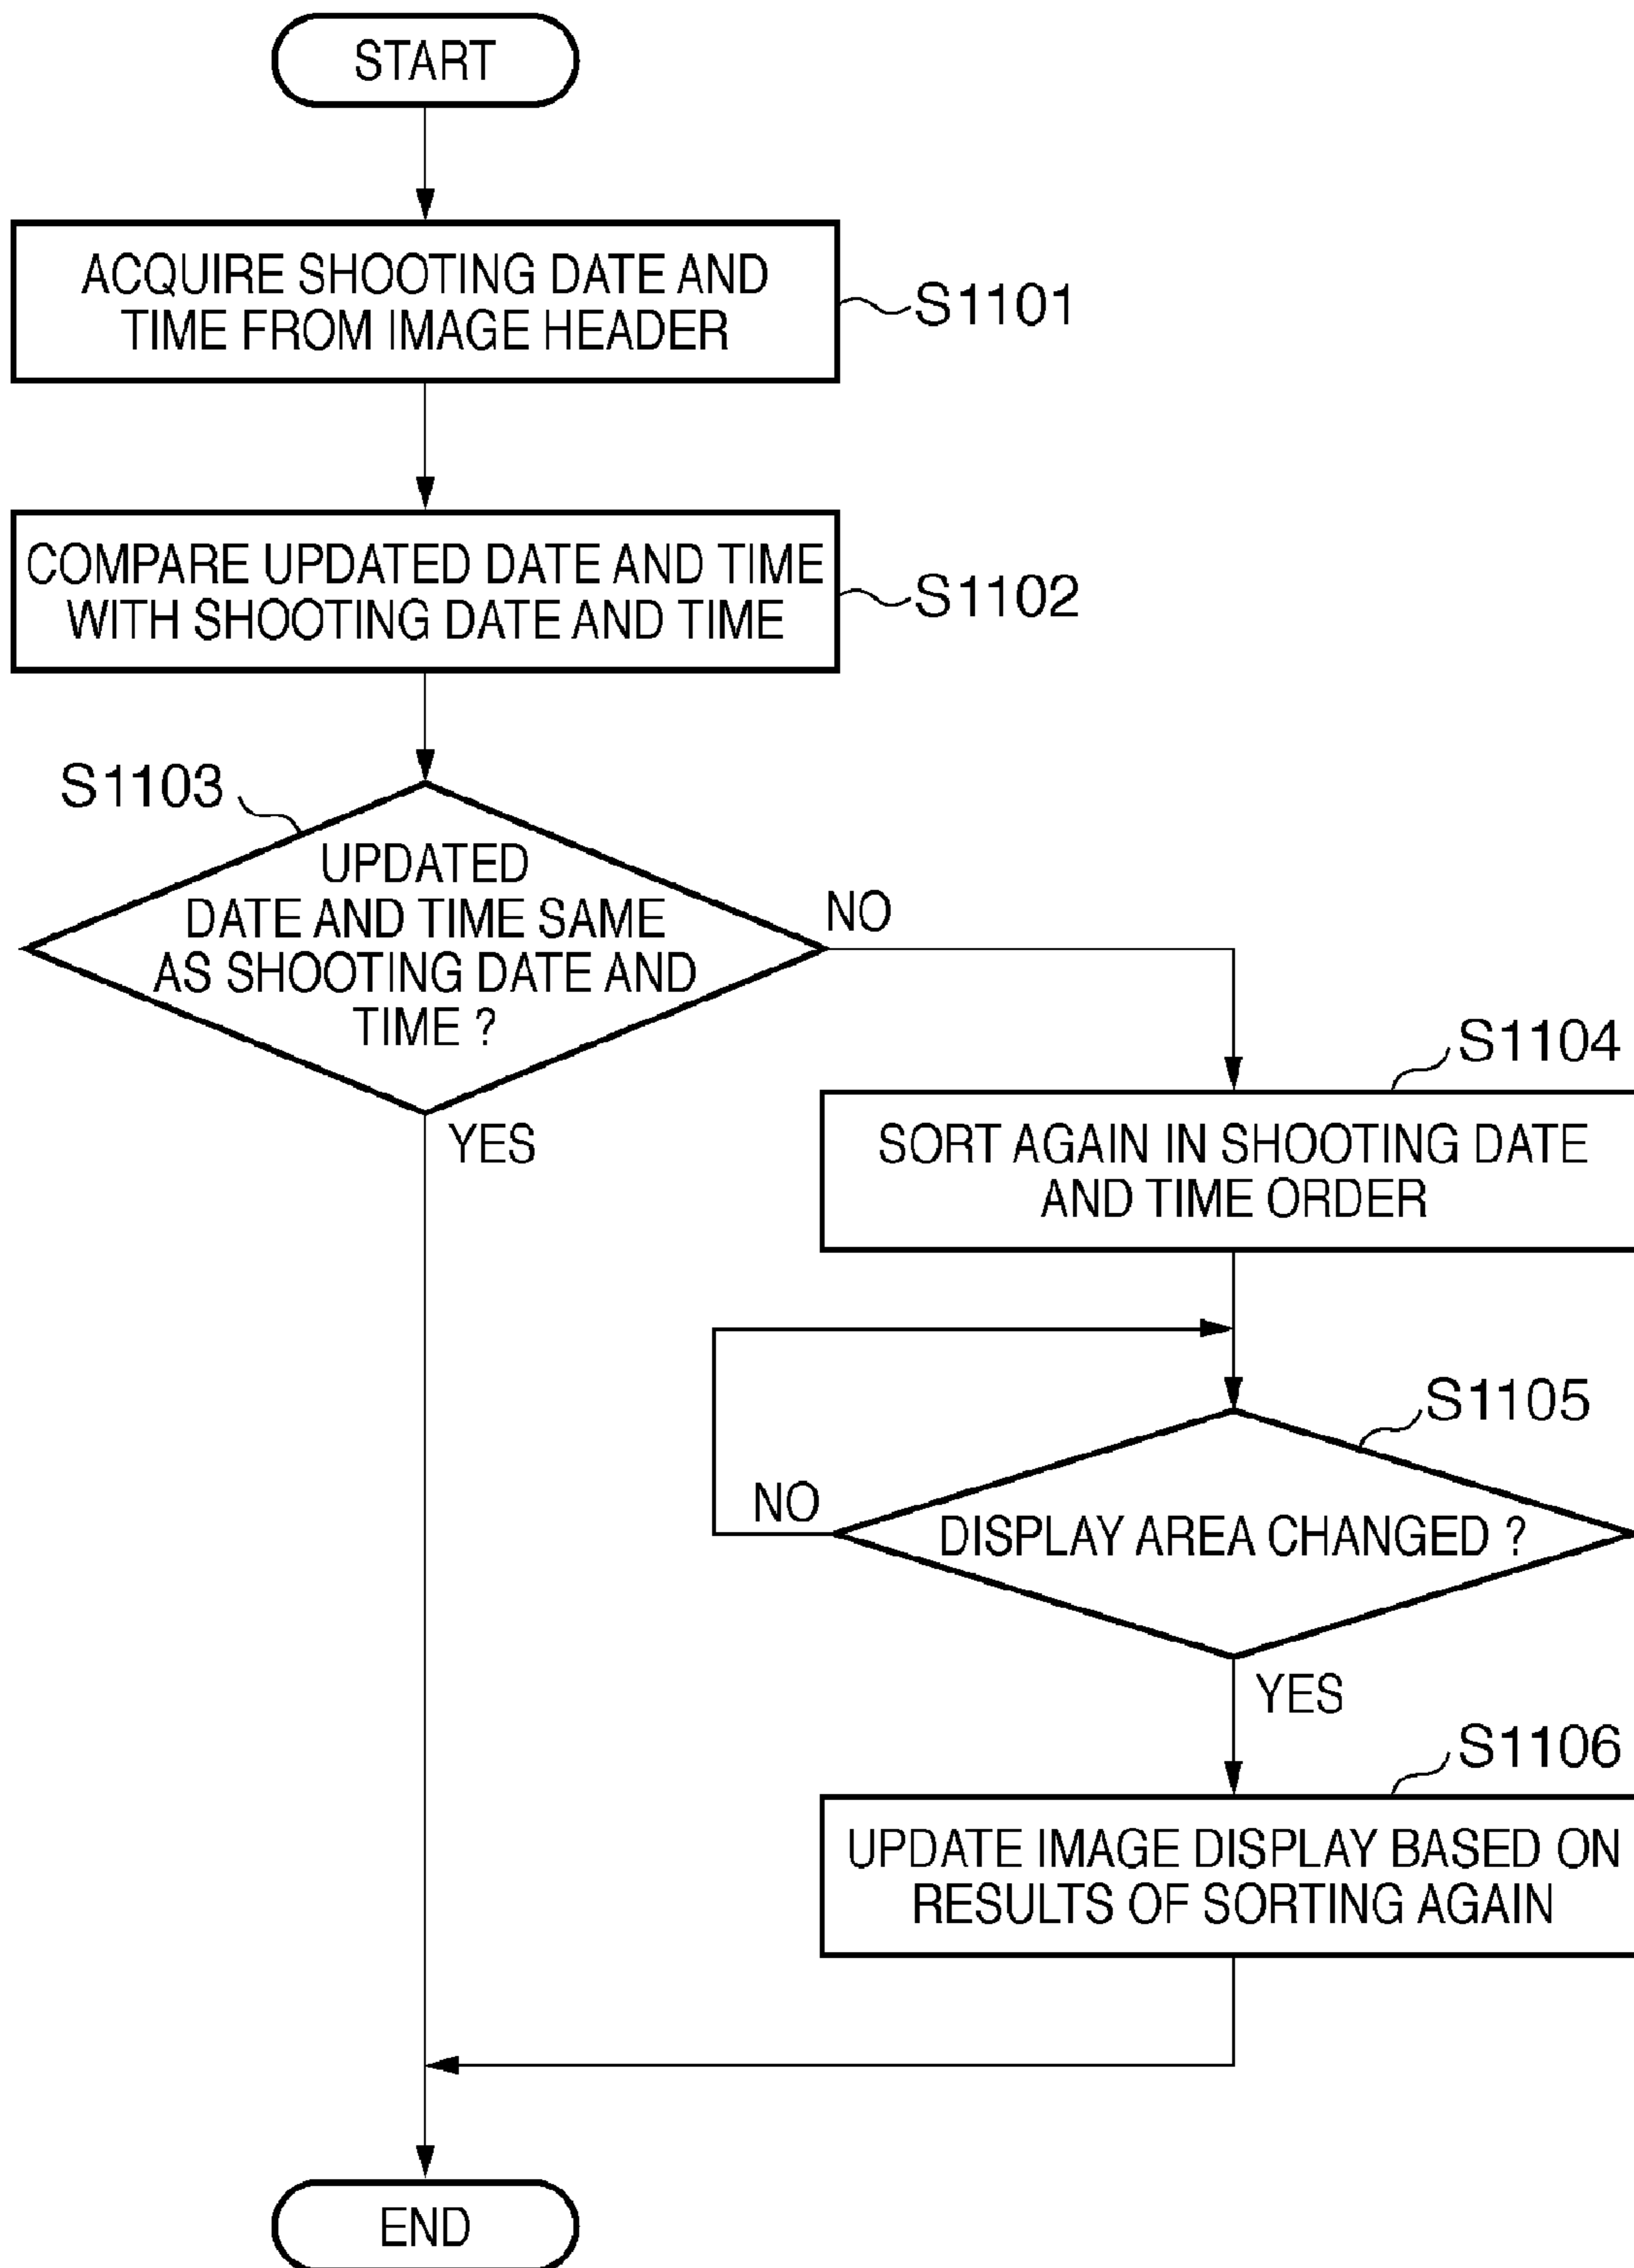 START
ACQUIRE SHOOTING DATE AND
TIME FROM IMAGE HEADER
S1101
COMPARE UPDATED DATE AND TIME
WITH SHOOTING DATE AND TIME
S1102
S1103
UPDATED
DATE AND TIME SAME
AS SHOOTING DATE AND
TIME ?
NO
YES
S1104
SORT AGAIN IN SHOOTING DATE
AND TIME ORDER
S1105
NO
DISPLAY AREA CHANGED ?
YES
S1106
UPDATE IMAGE DISPLAY BASED ON
RESULTS OF SORTING AGAIN
END